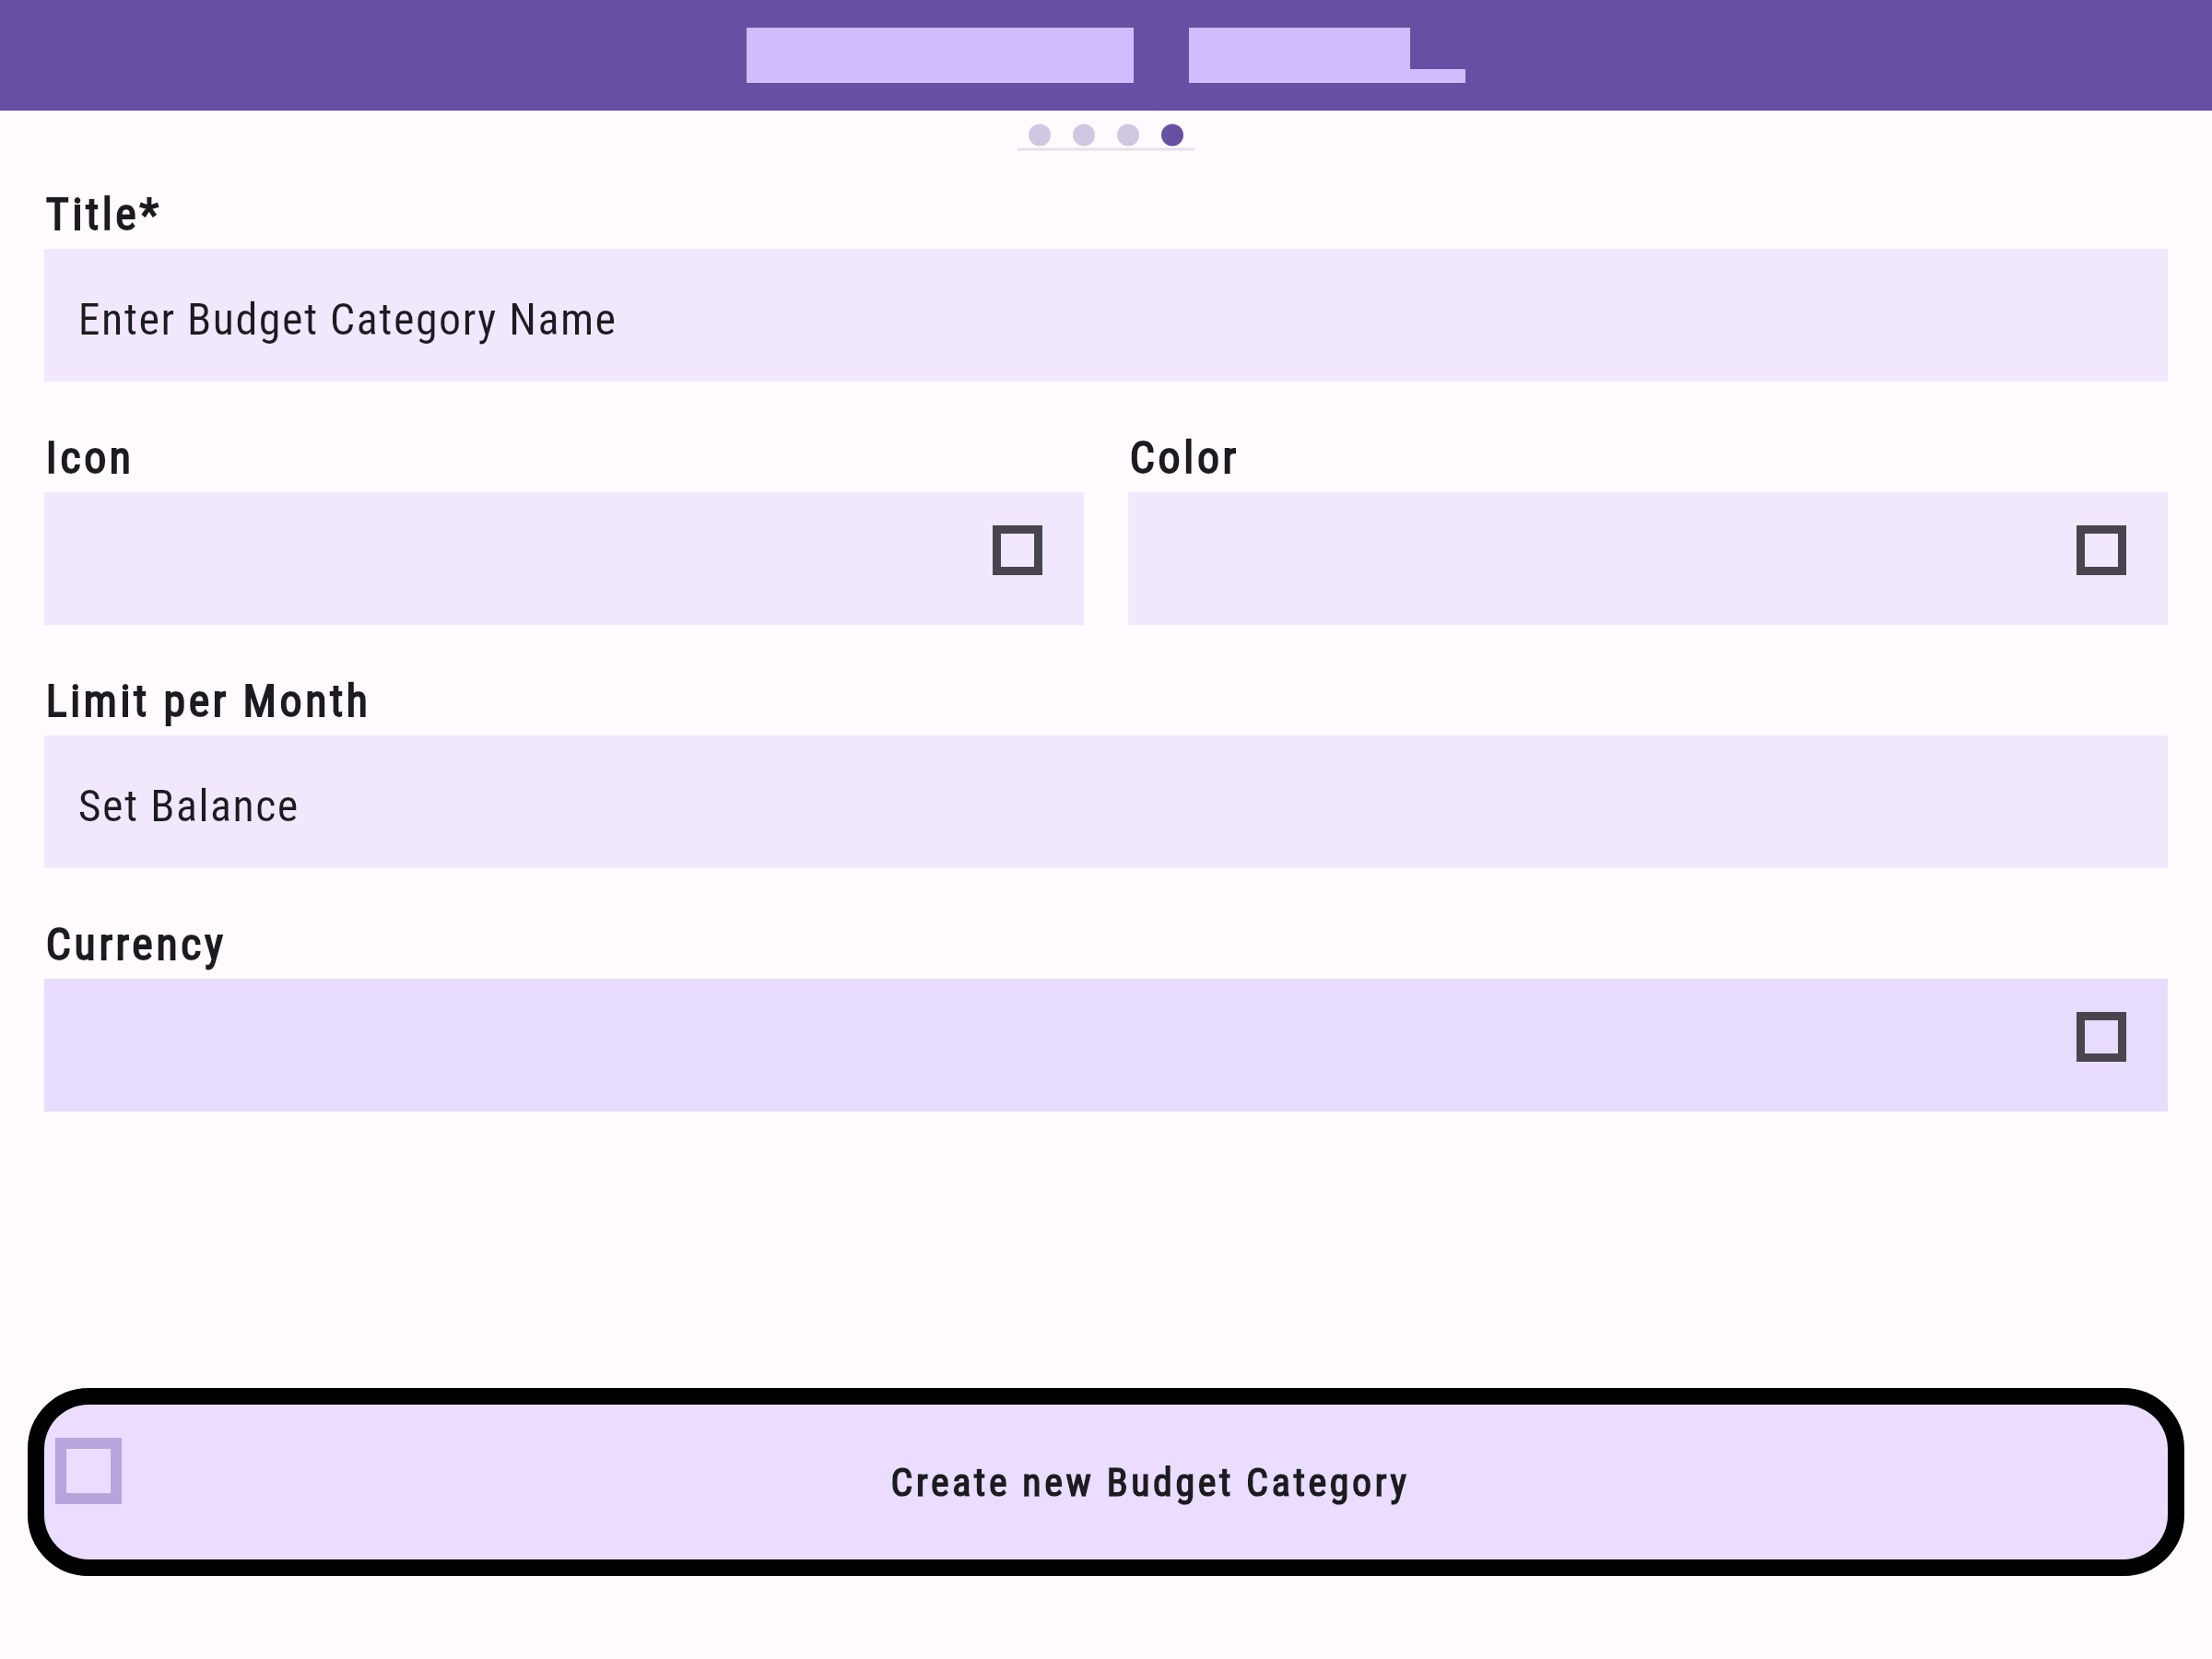 Title*
Enter Budget Category Name
Icon
Color
Limit per Month
Set Balance
Currency
Create new Budget Category